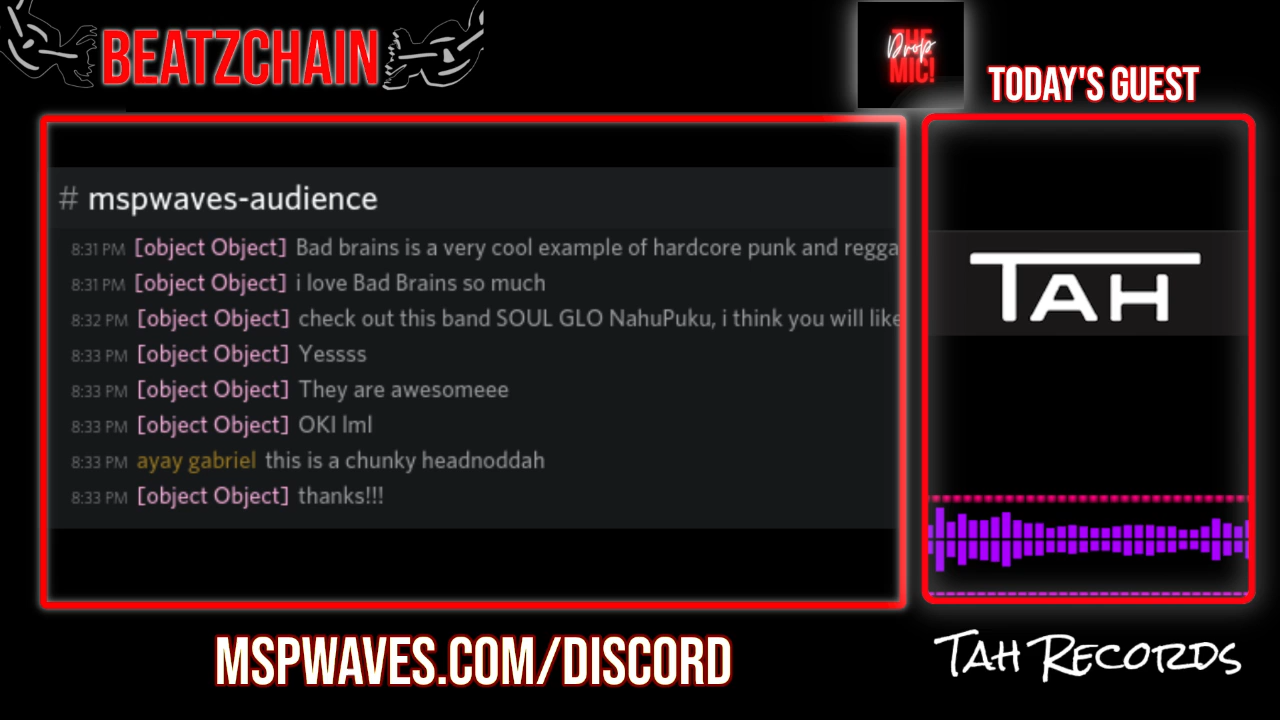 BEATZCHAIN
THE
Drop
MIC!
TODAY'S GUEST
# mspwaves-audience
8:31 PM [object Object] Bad brains is a very cool example of hardcore punk and regga
8:31 PM [object Object] i love Bad Brains so much
8:32 PM [object Object] check out this band SOUL GLO NahuPuku, i think you will like
8:33 PM [object Object] Yessss
8:33 PM [object Object] They are awesomeee
8:33 PM [object Object] OKI lml
8:33 PM ayay gabriel this is a chunky headnoddah
8:33 PM [object Object] thanks!!!
TAH
MSPWAVES.COM/DISCORD
TAH RECORDS